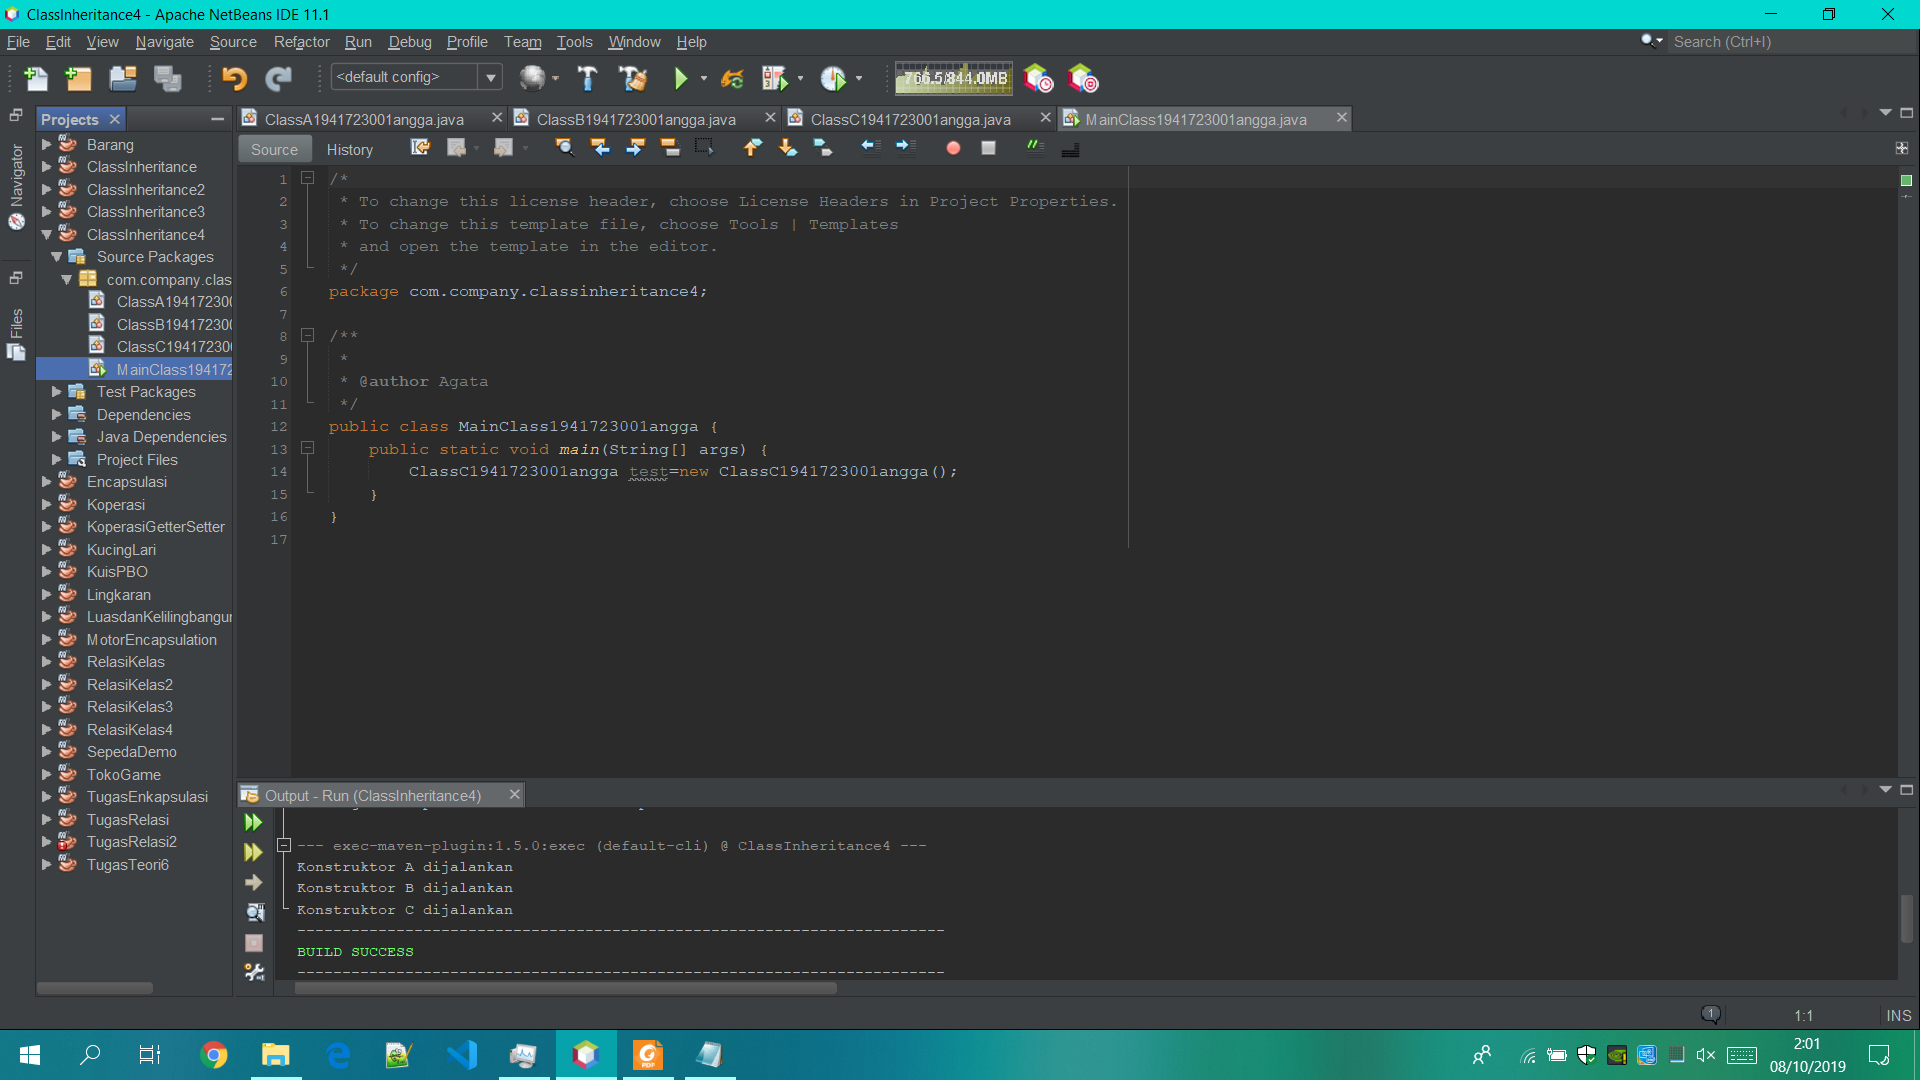 ClassInheritance4 - Apache NetBeans IDE 11.1
File Edit View Navigate Source Refactor Run Debug Profile Team Tools Window Help
Search (Ctrl+I)
<default config>
766.5/844.0MB
Projects
ClassA1941723001angga.java
ClassB1941723001angga.java
ClassC1941723001angga.java
MainClass1941723001angga.java
Source History
Navigator
Files
Barang
ClassInheritance
ClassInheritance2
ClassInheritance3
ClassInheritance4
Source Packages
com.company.clas
ClassA194172300
ClassB194172300
ClassC194172300
MainClass194172
Test Packages
Dependencies
Java Dependencies
Project Files
Encapsulasi
Koperasi
KoperasiGetterSetter
KucingLari
KuisPBO
Lingkaran
LuasdanKelilingbangun
MotorEncapsulation
RelasiKelas
RelasiKelas2
RelasiKelas3
RelasiKelas4
SepedaDemo
TokoGame
TugasEnkapsulasi
TugasRelasi
TugasRelasi2
TugasTeori6
1 /*
2 * To change this license header, choose License Headers in Project Properties.
3 * To change this template file, choose Tools | Templates
4 * and open the template in the editor.
5 */
6 package com.company.classinheritance4;
7
8 /**
9 *
10 * @author Agata
11 */
12 public class MainClass1941723001angga {
13 public static void main(String[] args) {
14 ClassC1941723001angga test=new ClassC1941723001angga();
15 }
16 }
17
Output - Run (ClassInheritance4)
--- exec-maven-plugin:1.5.0:exec (default-cli) @ ClassInheritance4 ---
Konstruktor A dijalankan
Konstruktor B dijalankan
Konstruktor C dijalankan
------------------------------------------------------------------------
BUILD SUCCESS
------------------------------------------------------------------------
1
1:1
INS
2:01
08/10/2019